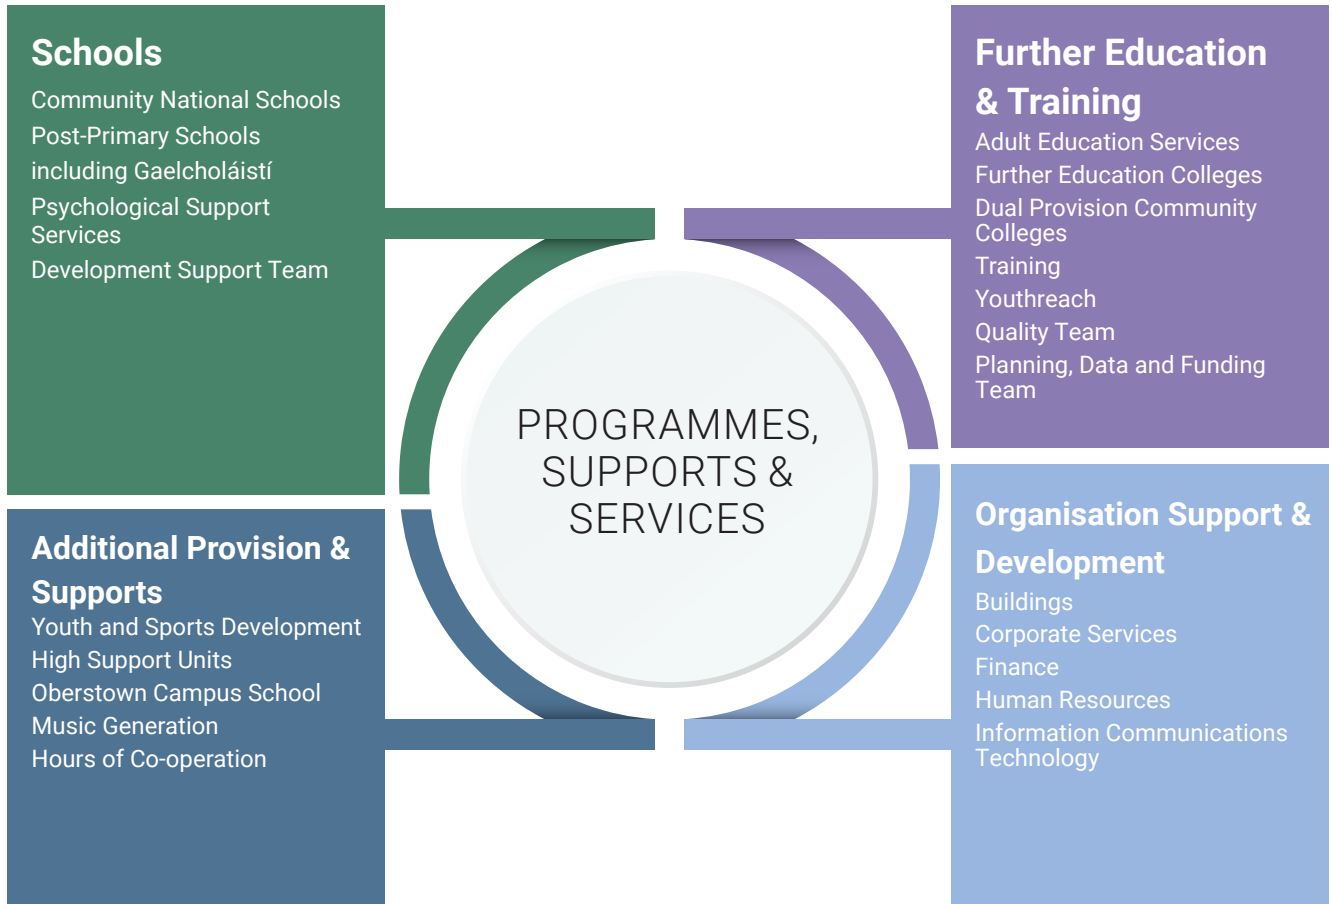 Schools
Community National Schools
Post-Primary Schools
including Gaelcholáistí
Psychological Support
Services
Development Support Team
Further Education
& Training
Adult Education Services
Further Education Colleges
Dual Provision Community
Colleges
Training
Youthreach
Quality Team
Planning, Data and Funding
Team
PROGRAMMES,
SUPPORTS &
SERVICES
Additional Provision &
Supports
Youth and Sports Development
High Support Units
Oberstown Campus School
Music Generation
Hours of Co-operation
Organisation Support &
Development
Buildings
Corporate Services
Finance
Human Resources
Information Communications
Technology